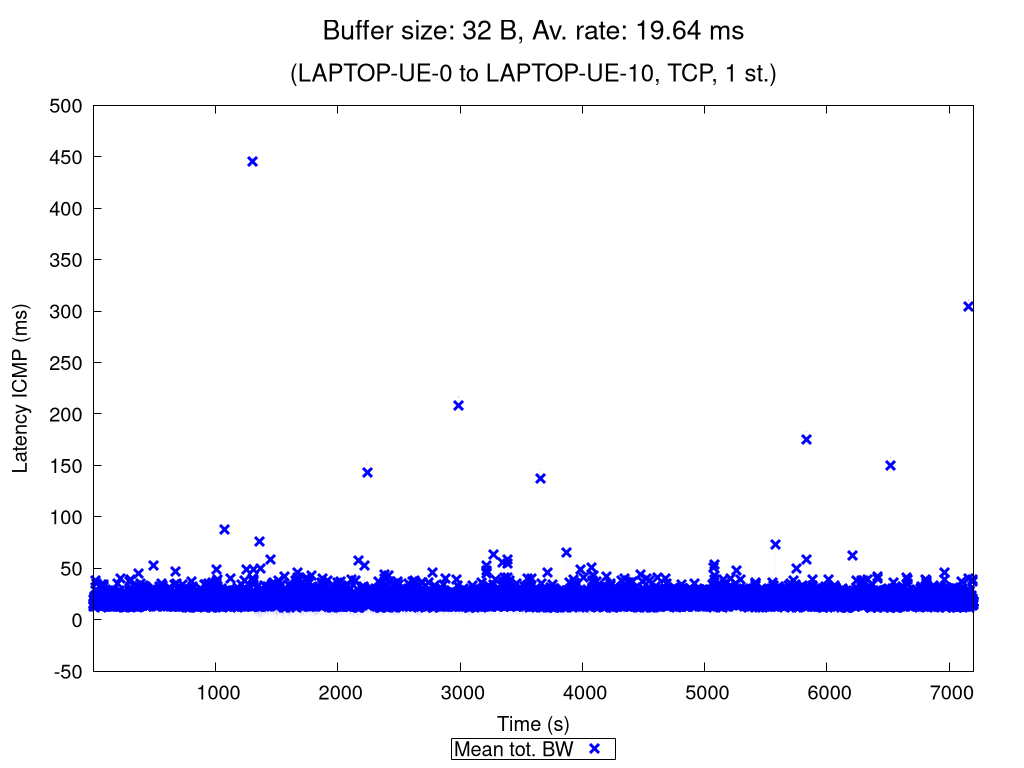 Buffer size: 32 B, Av. rate: 19.64 ms
(LAPTOP-UE-0 to LAPTOP-UE-10, TCP, 1 st.)
500
450
400
350
300
250
200
150
100
50
0
-50
Latency ICMP (ms)
1000 2000 3000 4000 5000 6000 7000
Time (s)
Mean tot. BW